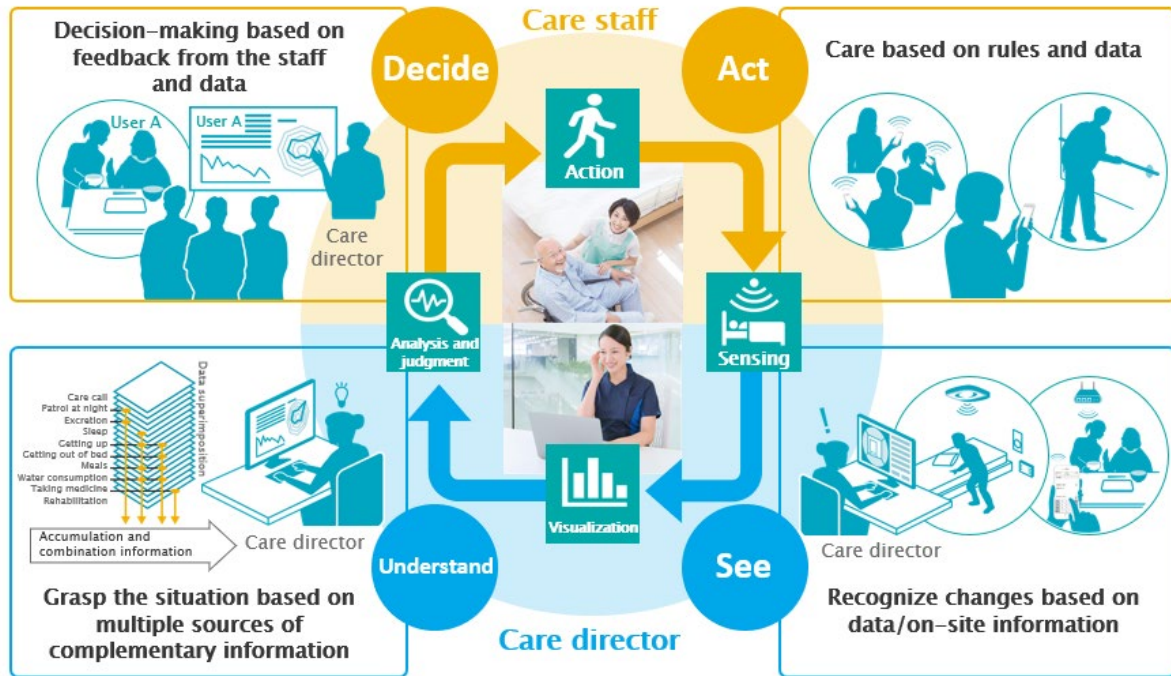 Care staff
Decision-making based on
feedback from the staff
and data
User A
User A
Care
director
Decide
Act
Care based on rules and data
Action
Analysis and
judgment
Sensing
Visualization
Care call
Patrol at night
Excretion
Sleep
Getting up
Getting out of bed
Meals
Water consumption
Taking medicine
Rehabilitation
Data superimposition
Accumulation and
combination information
Care director
Grasp the situation based on
multiple sources of
complementary information
Understand
See
!
Care director
Recognize changes based on
data/on-site information
Care director